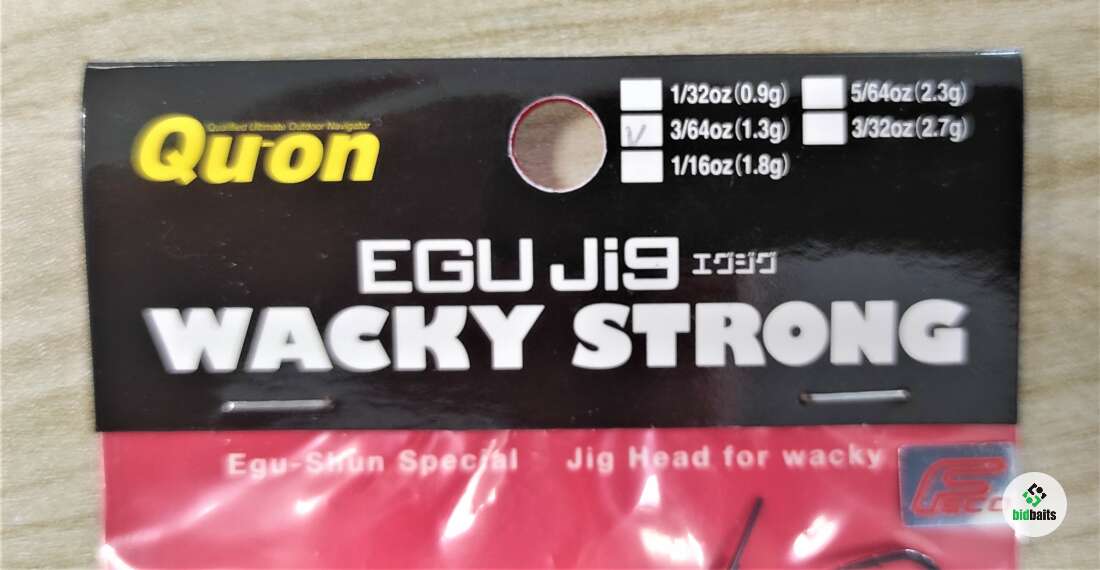 Qualified Ultimate Outdoor Navigator
Qu-on
1/32oz(0.9g)
3/64oz(1.3g)
1/16oz(1.8g)
5/64oz(2.3g)
3/32oz(2.7g)
EGU Jig エグジグ
WACKY STRONG
Egu-Shun Special Jig Head for wacky
bidbaits